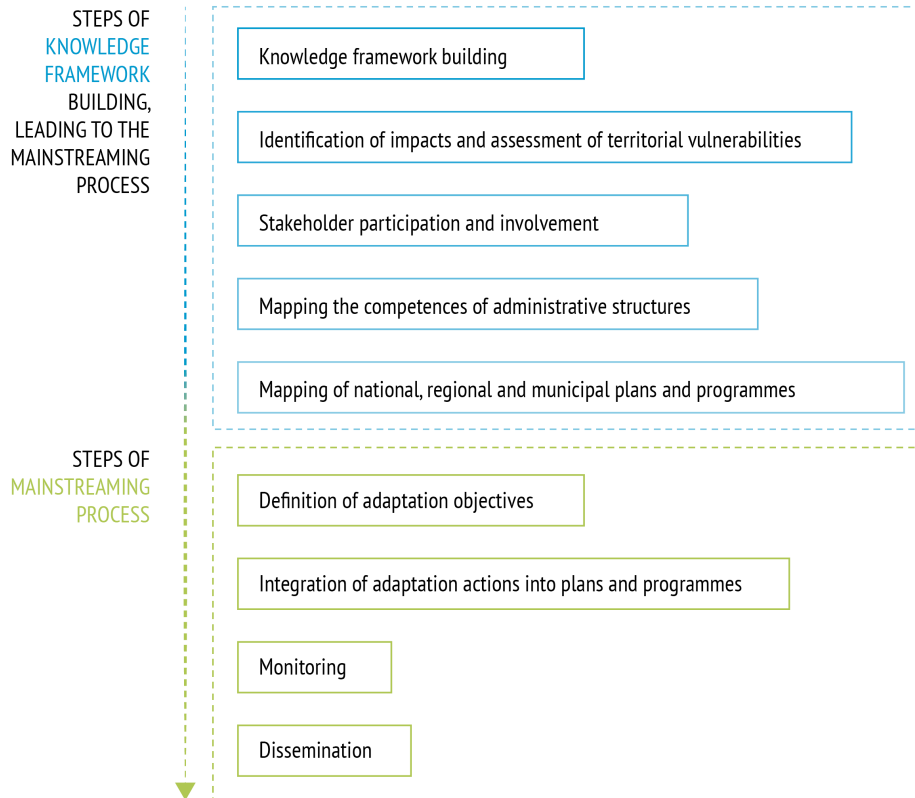 STEPS OF
KNOWLEDGE
FRAMEWORK
BUILDING,
LEADING TO THE
MAINSTREAMING
PROCESS
Knowledge framework building
Identification of impacts and assessment of territorial vulnerabilities
Stakeholder participation and involvement
Mapping the competences of administrative structures
Mapping of national, regional and municipal plans and programmes
STEPS OF
MAINSTREAMING
PROCESS
Definition of adaptation objectives
Integration of adaptation actions into plans and programmes
Monitoring
Dissemination